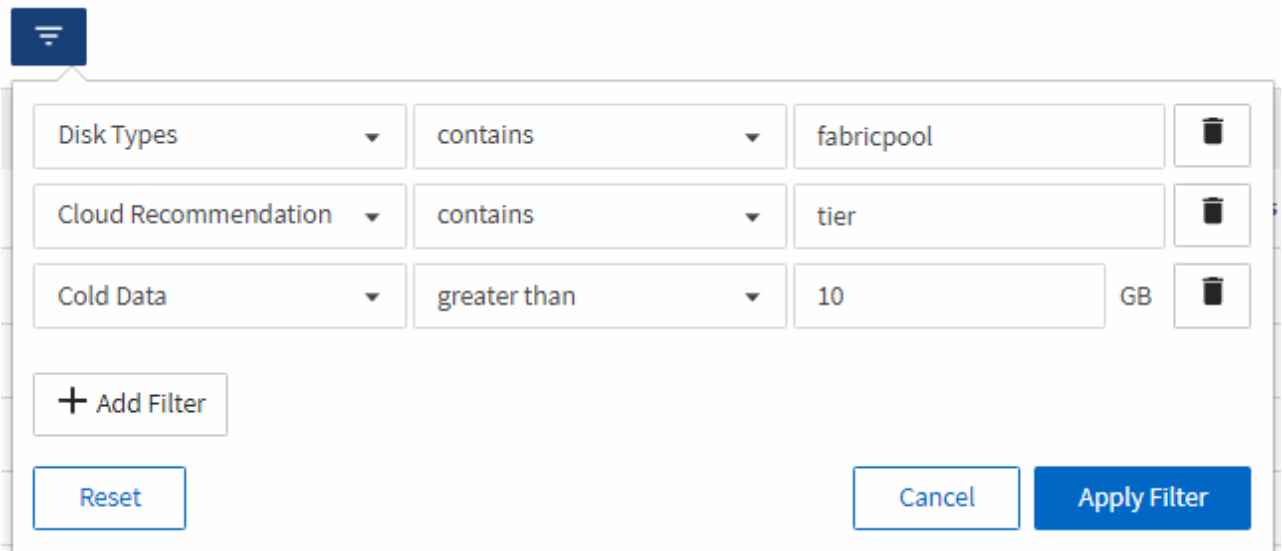 Disk Types contains fabricpool
Cloud Recommendation contains tier
Cold Data greater than 10 GB
+ Add Filter
Reset Cancel Apply Filter